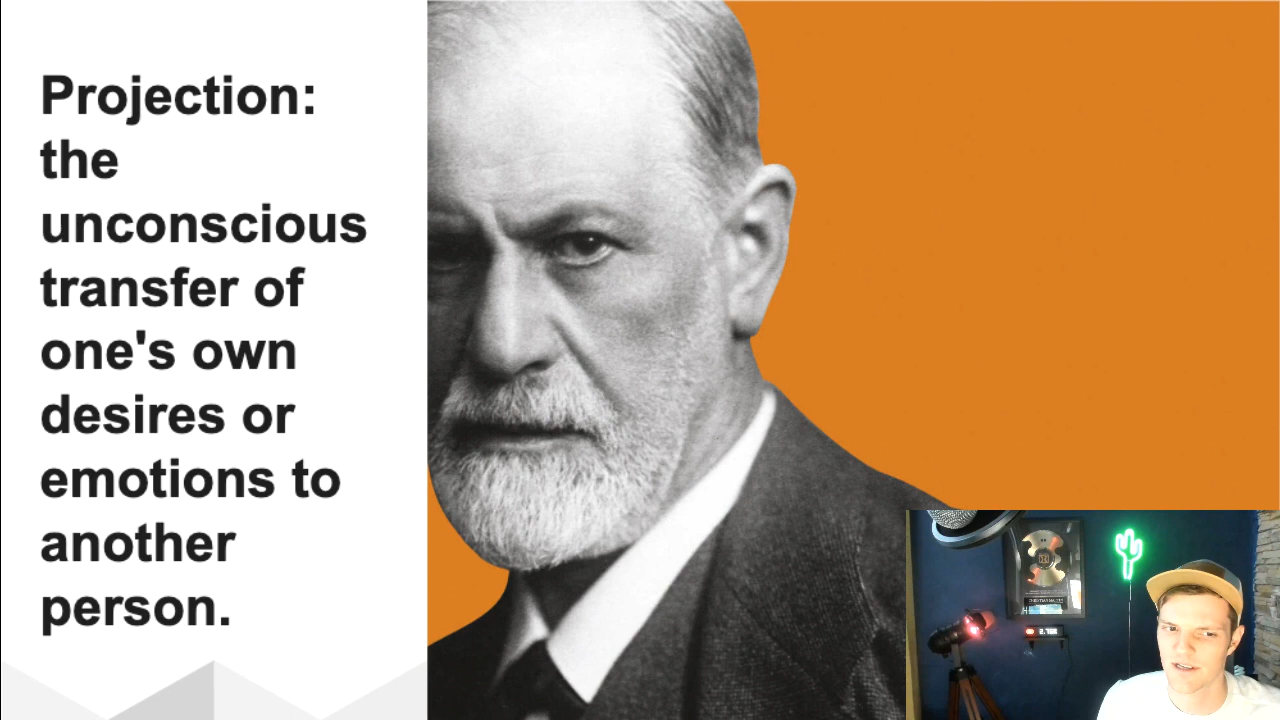 Projection:
the
unconscious
transfer of
one's own
desires or
emotions to
another
person.